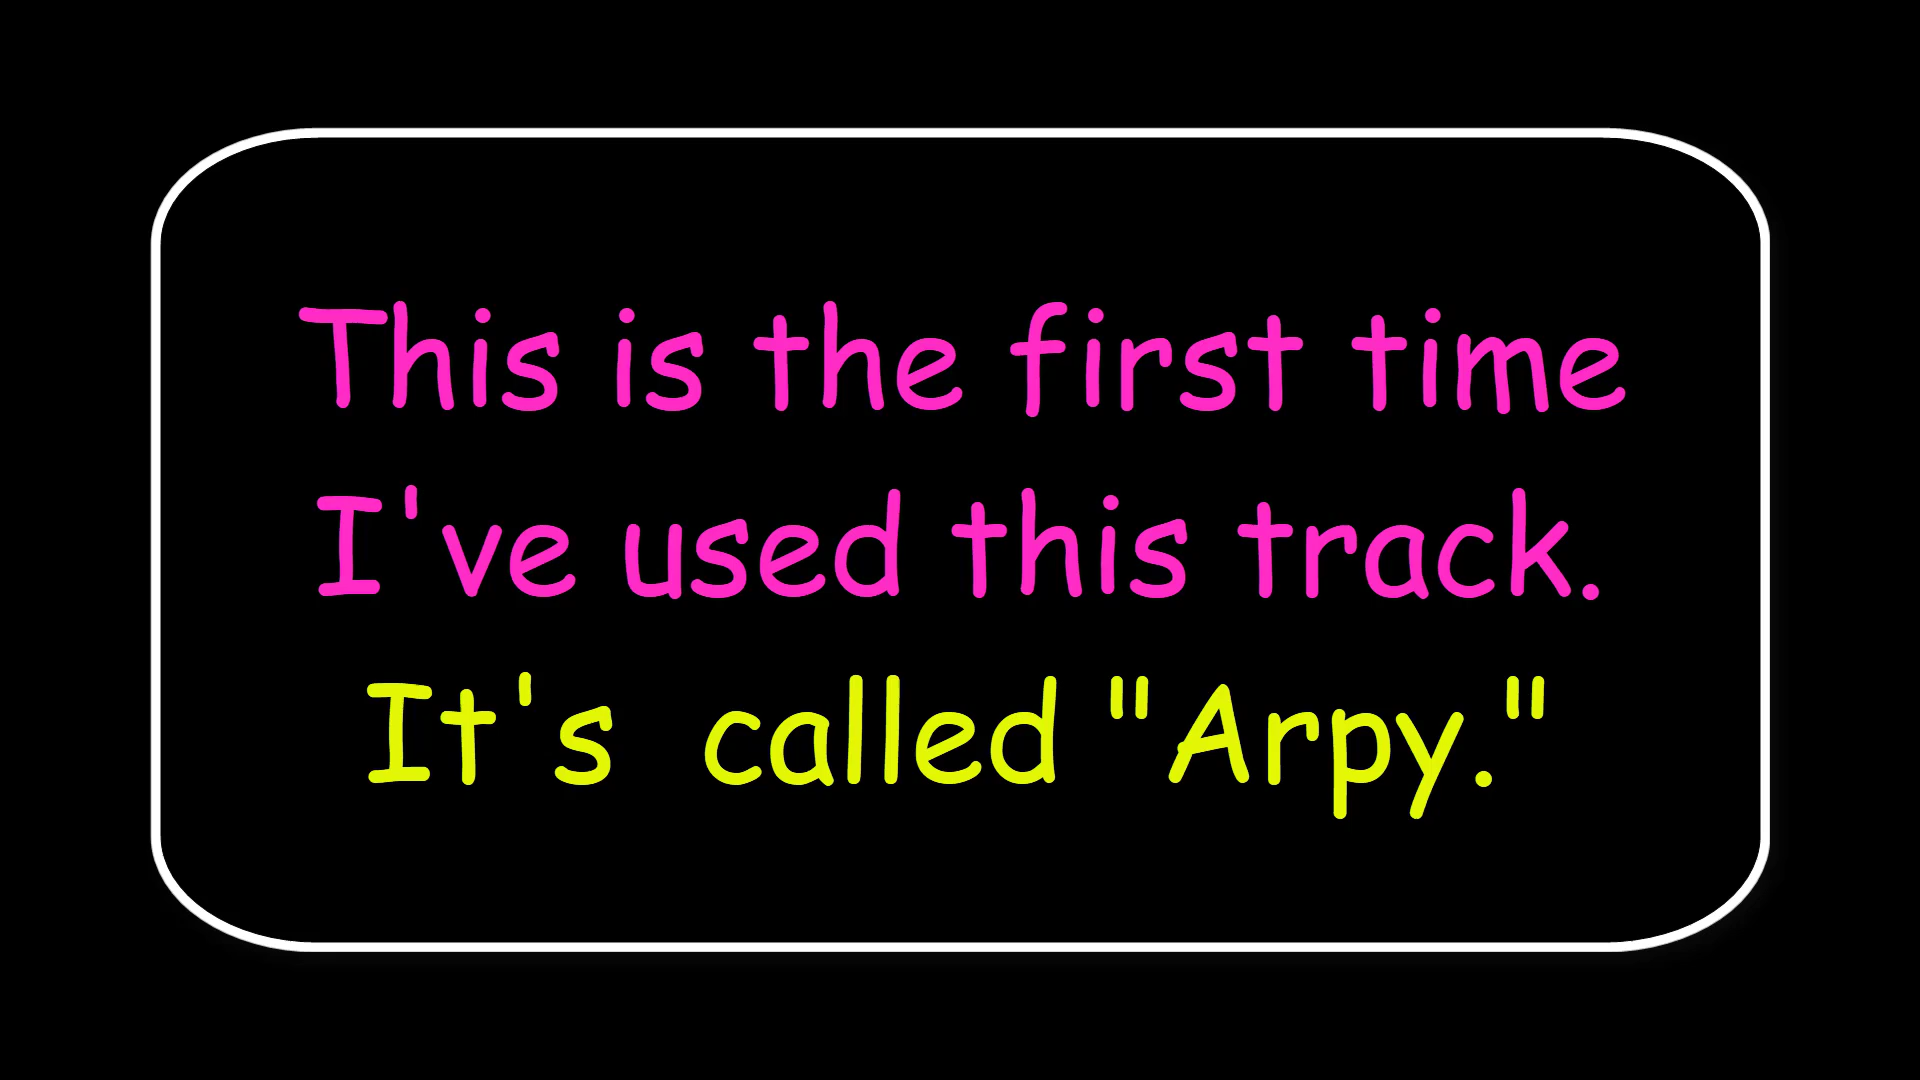 This is the first time
I've used this track.
It's  called "Arpy."